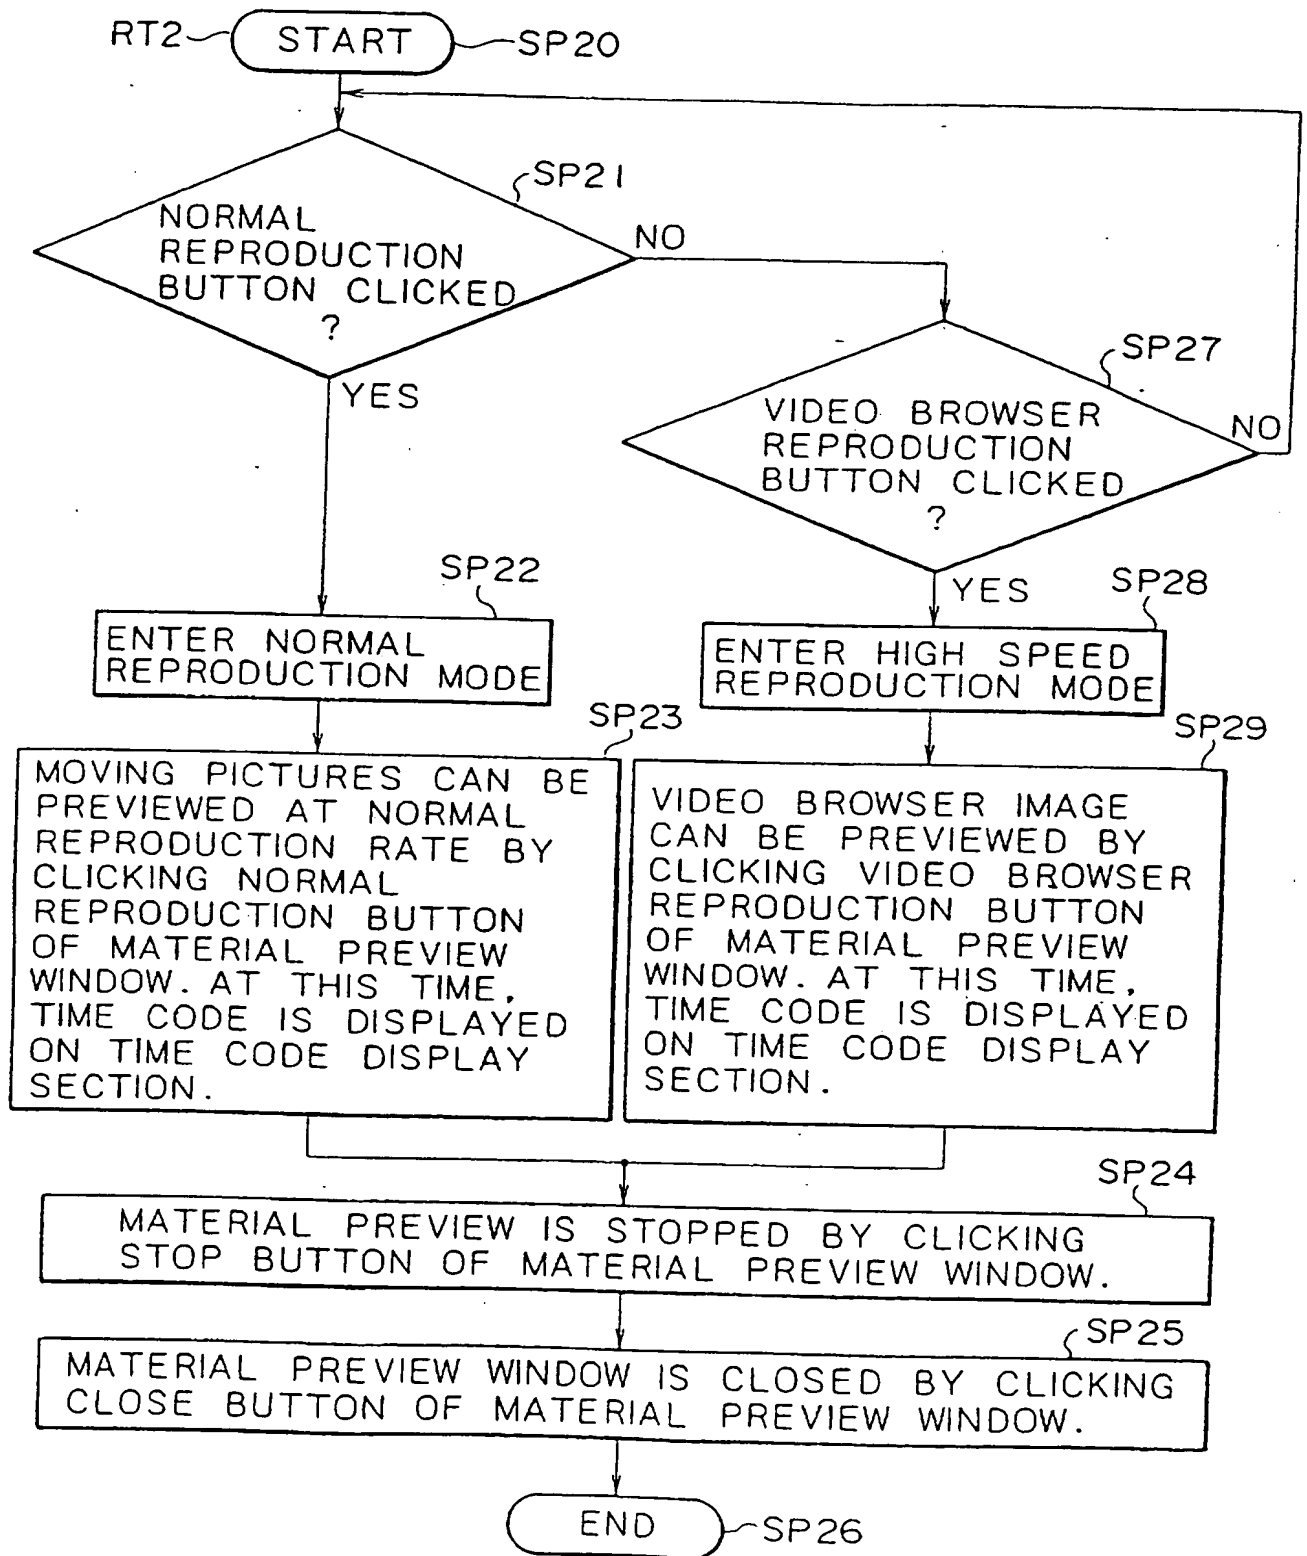 RT2
START
SP20
SP21
NORMAL
REPRODUCTION
BUTTON CLICKED
?
NO
YES
SP27
VIDEO BROWSER
REPRODUCTION
BUTTON CLICKED
?
NO
YES
SP22
ENTER NORMAL
REPRODUCTION MODE
SP28
ENTER HIGH SPEED
REPRODUCTION MODE
SP23
MOVING PICTURES CAN BE
PREVIEWED AT NORMAL
REPRODUCTION RATE BY
CLICKING NORMAL
REPRODUCTION BUTTON
OF MATERIAL PREVIEW
WINDOW. AT THIS TIME,
TIME CODE IS DISPLAYED
ON TIME CODE DISPLAY
SECTION.
SP29
VIDEO BROWSER IMAGE
CAN BE PREVIEWED BY
CLICKING VIDEO BROWSER
REPRODUCTION BUTTON
OF MATERIAL PREVIEW
WINDOW. AT THIS TIME,
TIME CODE IS DISPLAYED
ON TIME CODE DISPLAY
SECTION.
SP24
MATERIAL PREVIEW IS STOPPED BY CLICKING
STOP BUTTON OF MATERIAL PREVIEW WINDOW.
SP25
MATERIAL PREVIEW WINDOW IS CLOSED BY CLICKING
CLOSE BUTTON OF MATERIAL PREVIEW WINDOW.
END
SP26